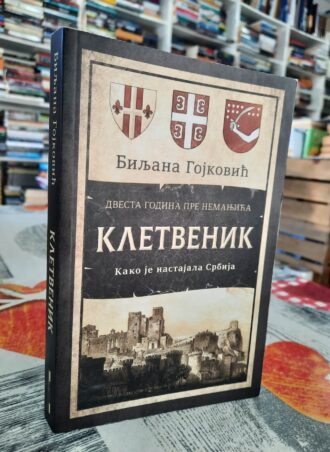 Биљана Гојковић
КЛЕТВЕНИК
Биљана Гојковић
ДВЕСТА ГОДИНА ПРЕ НЕМАЊИЋА
КЛЕТВЕНИК
Како је настајала Србија